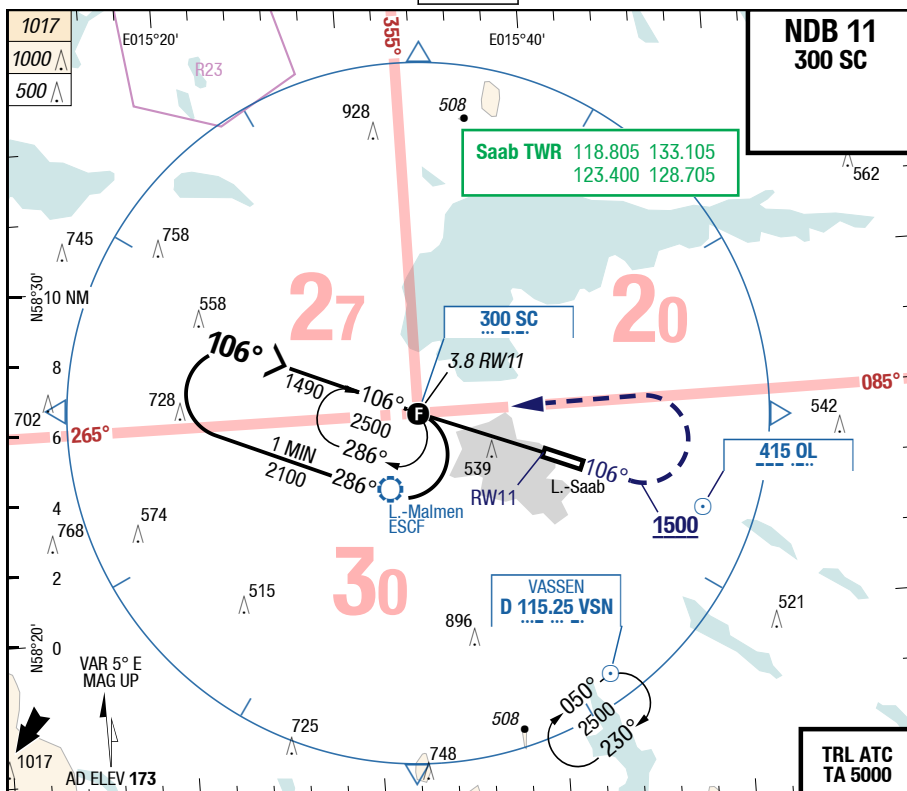 1017
1000
500
E015°20'
355°
E015°40'
NDB 11
300 SC
R23
928
508
Saab TWR 118.805 133.105
123.400 128.705
562
745
758
N58°30'
10 NM
27
20
558
300 SC
3.8 RW11
106°
8
1490
106°
085°
702
728
2500
542
6
265°
286°
1 MIN
2100
286°
539
RW11
L.-Saab
106°
415 OL
L.-Malmen
ESCF
1500
4
574
768
30
2
515
VASSEN
D 115.25 VSN
896
521
N58°20'
0
VAR 5° E
MAG UP
050°
2500
230°
725
508
748
1017
AD ELEV 173
TRL ATC
TA 5000